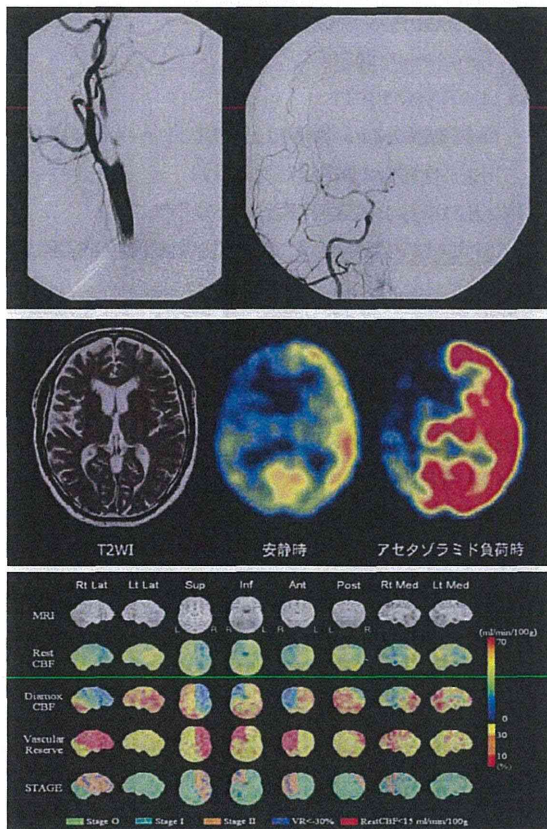 T2WI
安静時
アセタゾラミド負荷時
Rt Lat Lt Lat Sup Inf Ant Post Rt Med Lt Med
MRI
L R R L R L L R
(ml/min/100g)
70
Rest CBF
Diamox CBF
0
Vascular Reserve
30
10
(%)
STAGE
Stage 0 Stage I Stage II VR<-30% RestCBF<15 ml/min/100g